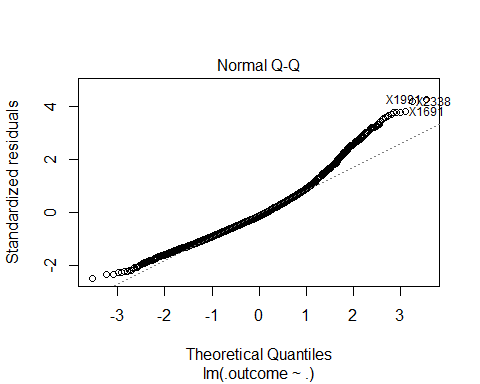 Normal Q-Q
Standardized residuals
4
2
0
-2
X1991
X2338
X1691
-3 -2 -1 0 1 2 3
Theoretical Quantiles
lm(.outcome ~ .)